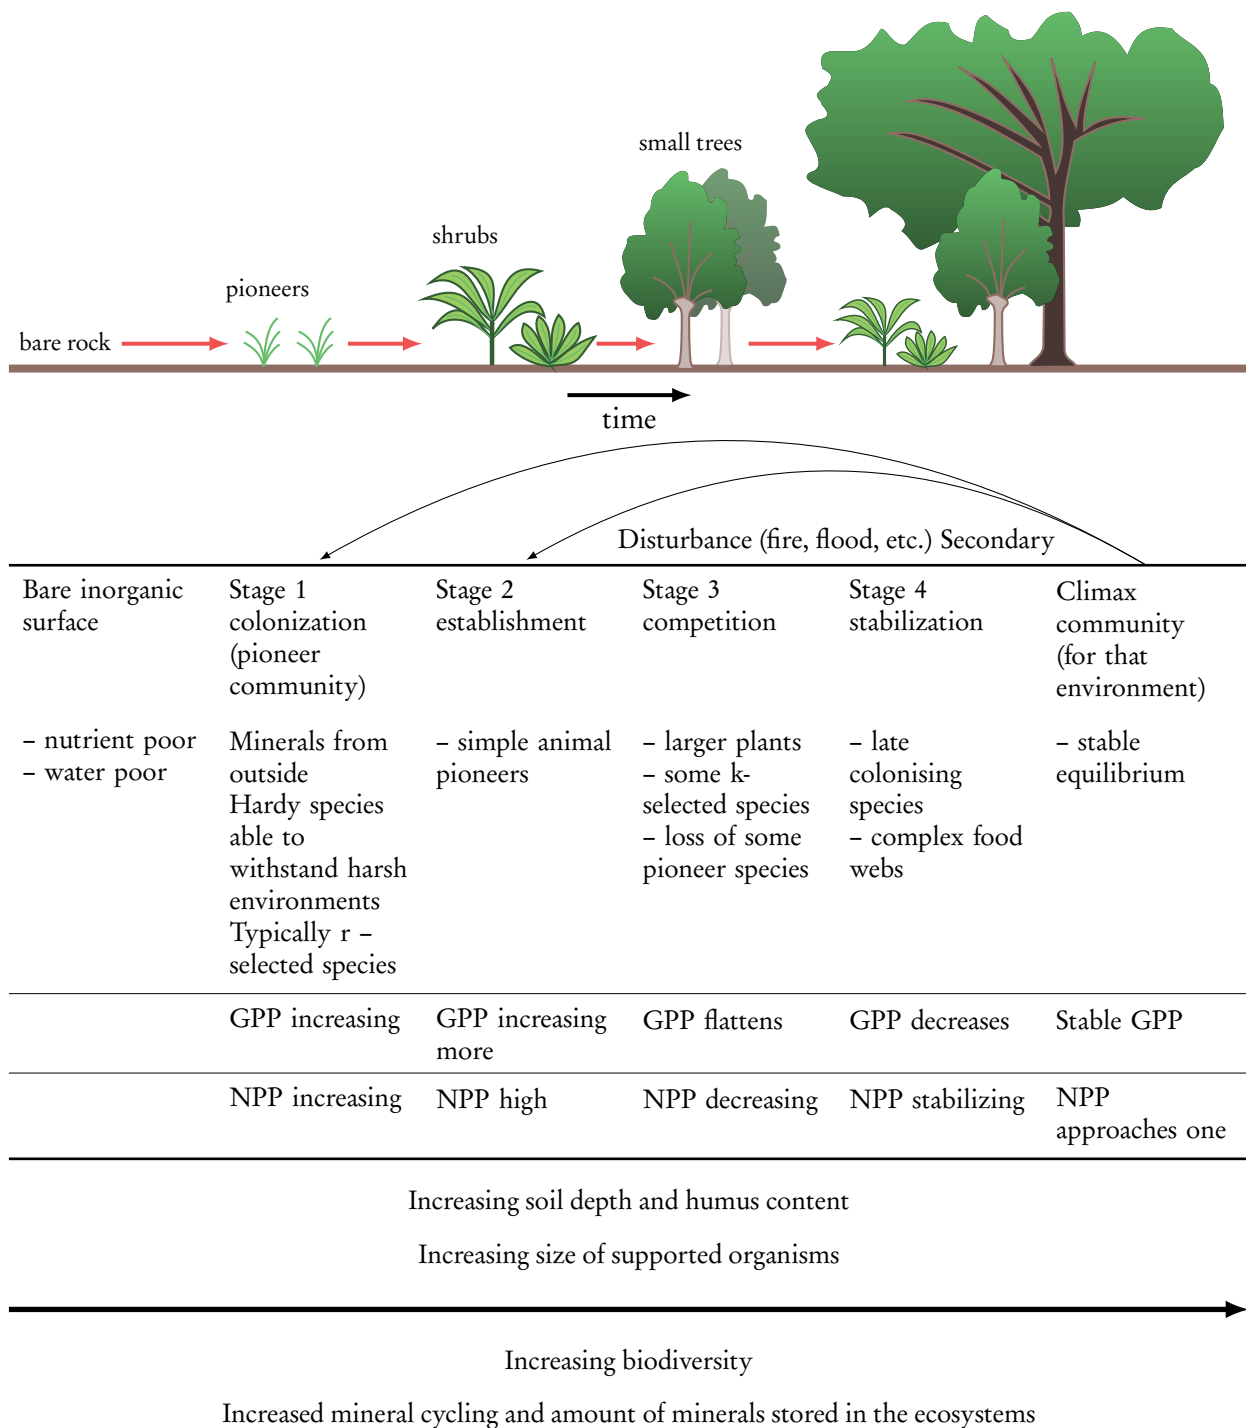 small trees
shrubs
pioneers
bare rock
time
Disturbance (fire, flood, etc.) Secondary
Bare inorganic
surface
Stage 1
colonization
(pioneer
community)
Stage 2
establishment
Stage 3
competition
Stage 4
stabilization
Climax
community
(for that
environment)
– nutrient poor
– water poor
Minerals from
outside
Hardy species
able to
withstand harsh
environments
Typically r –
selected species
– simple animal
pioneers
– larger plants
– some k-
selected species
– loss of some
pioneer species
– late
colonising
species
– complex food
webs
– stable
equilibrium
GPP increasing
GPP increasing
more
GPP flattens
GPP decreases
Stable GPP
NPP increasing
NPP high
NPP decreasing
NPP stabilizing
NPP
approaches one
Increasing soil depth and humus content
Increasing size of supported organisms
Increasing biodiversity
Increased mineral cycling and amount of minerals stored in the ecosystems